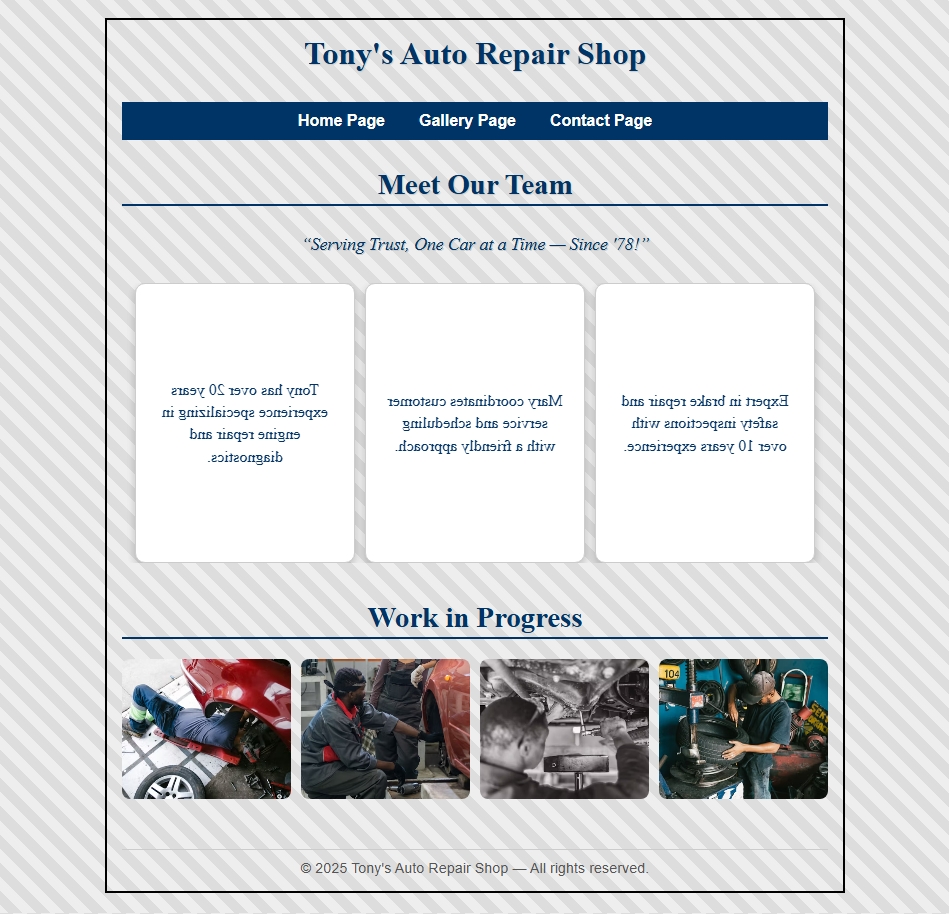 Tony's Auto Repair Shop
Home Page Gallery Page Contact Page
Meet Our Team
“Serving Trust, One Car at a Time — Since '78!”
Tony has over 20 years
experience specializing in
engine repair and
diagnostics.
Mary coordinates customer
service and scheduling
with a friendly approach.
Expert in brake repair and
safety inspections with
over 10 years experience.
Work in Progress
104
© 2025 Tony's Auto Repair Shop — All rights reserved.